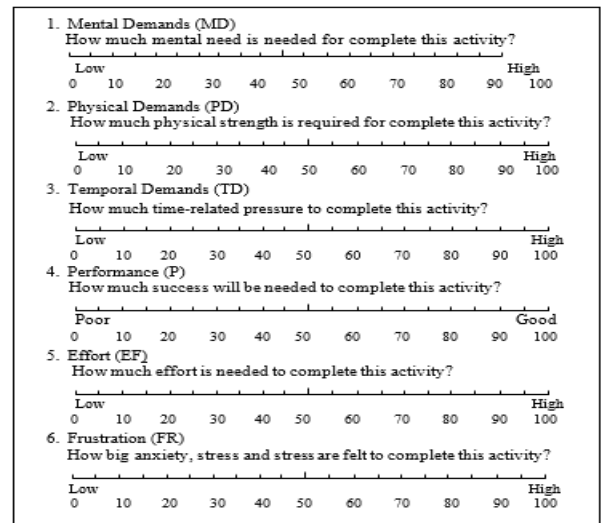 1. Mental Demands (MD)
How much mental need is needed for complete this activity?
Low High
0 10 20 30 40 50 60 70 80 90 100
2. Physical Demands (PD)
How much physical strength is required for complete this activity?
Low High
0 10 20 30 40 50 60 70 80 90 100
3. Temporal Demands (TD)
How much time-related pressure to complete this activity?
Low High
0 10 20 30 40 50 60 70 80 90 100
4. Performance (P)
How much success will be needed to complete this activity?
Poor Good
0 10 20 30 40 50 60 70 80 90 100
5. Effort (EF)
How much effort is needed to complete this activity?
Low High
0 10 20 30 40 50 60 70 80 90 100
6. Frustration (FR)
How big anxiety, stress and stress are felt to complete this activity?
Low High
0 10 20 30 40 50 60 70 80 90 100